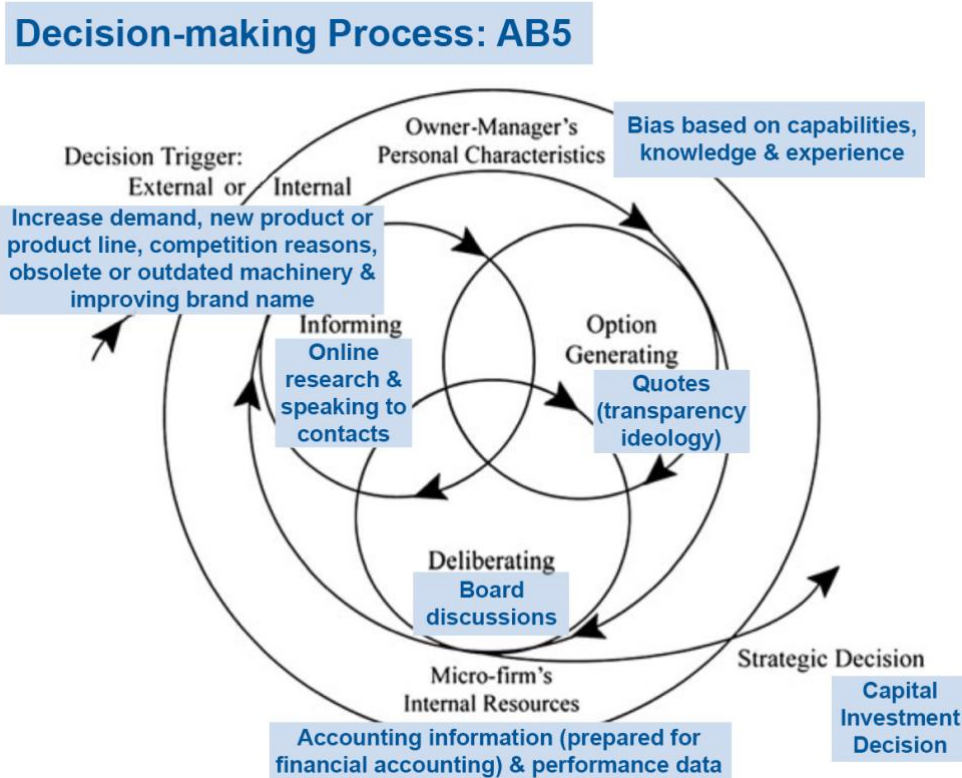 Decision-making Process: AB5
Owner-Manager's
Personal Characteristics
Bias based on capabilities,
knowledge & experience
Decision Trigger:
External or Internal
Increase demand, new product or
product line, competition reasons,
obsolete or outdated machinery &
improving brand name
Informing
Online
research &
speaking to
contacts
Option
Generating
Quotes
(transparency
ideology)
Deliberating
Board
discussions
Micro-firm's
Internal Resources
Accounting information (prepared for
financial accounting) & performance data
Strategic Decision
Capital
Investment
Decision